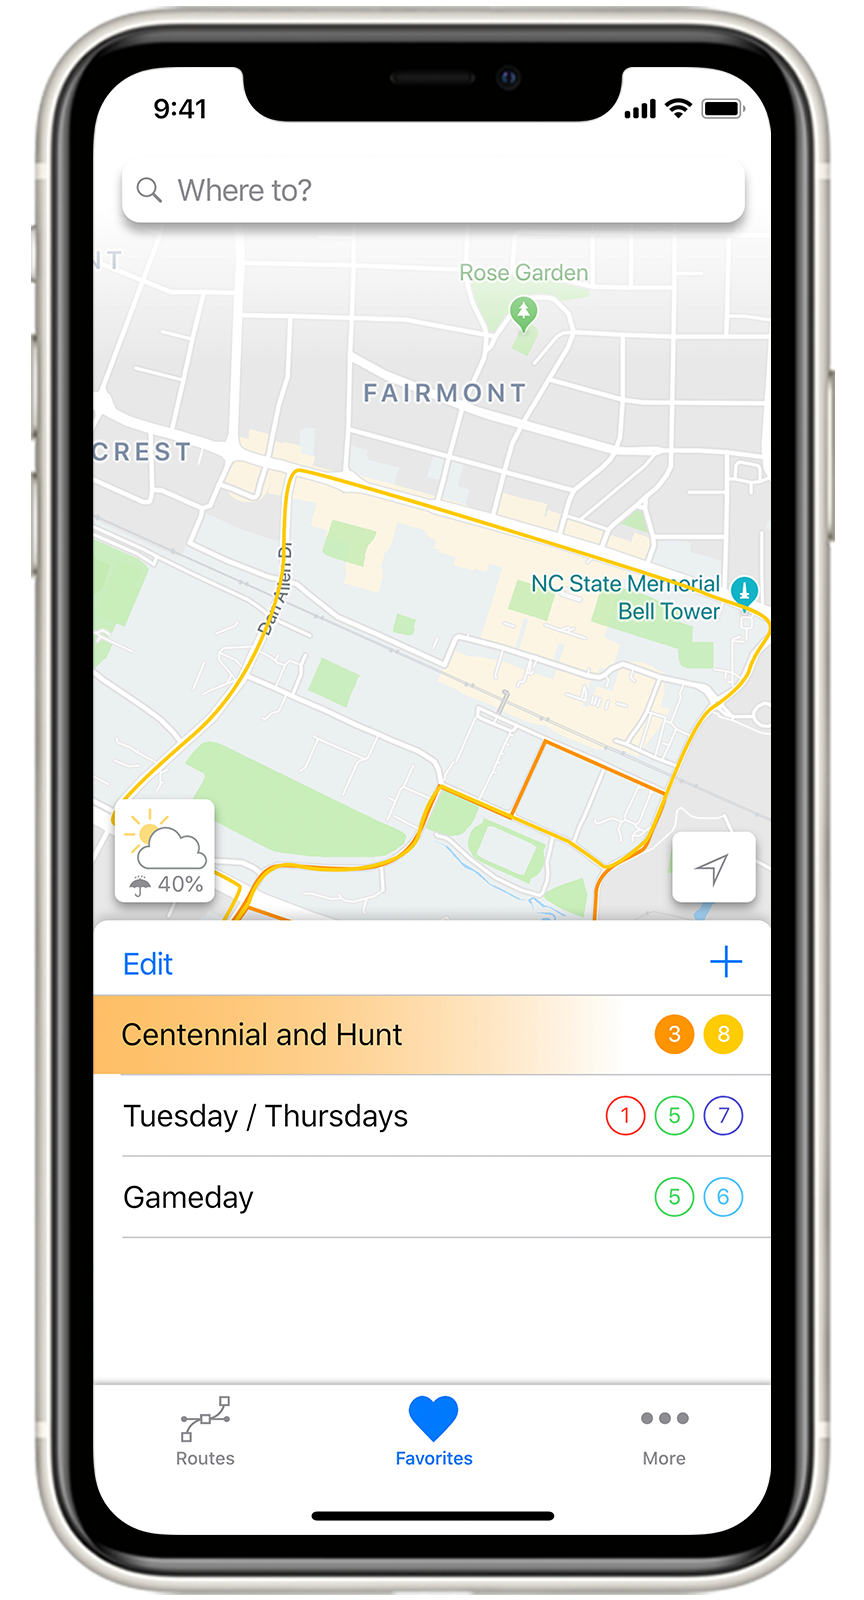 9:41
Where to?
NT
Rose Garden
FAIRMONT
CREST
Dan Allen Dr
NC State Memorial
Bell Tower
40%
Edit
Centennial and Hunt 3 8
Tuesday / Thursdays 1 5 7
Gameday 5 6
Routes Favorites More